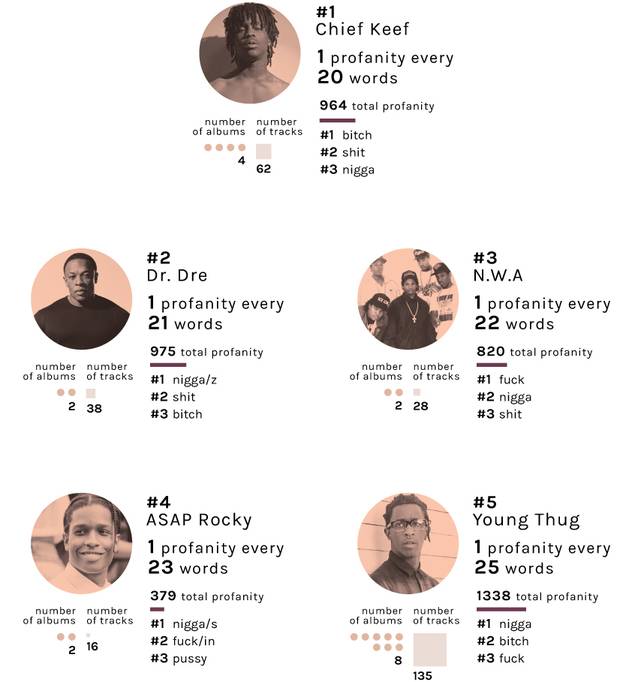 #1
Chief Keef
1 profanity every
20 words
964 total profanity
#1 bitch
#2 shit
#3 nigga
number of albums
4
number of tracks
62
#2
Dr. Dre
1 profanity every
21 words
975 total profanity
#1 nigga/z
#2 shit
#3 bitch
number of albums
2
number of tracks
38
#3
N.W.A
1 profanity every
22 words
820 total profanity
#1 fuck
#2 nigga
#3 shit
number of albums
2
number of tracks
28
#4
ASAP Rocky
1 profanity every
23 words
379 total profanity
#1 nigga/s
#2 fuck/in
#3 pussy
number of albums
2
number of tracks
16
#5
Young Thug
1 profanity every
25 words
1338 total profanity
#1 nigga
#2 bitch
#3 fuck
number of albums
8
number of tracks
135